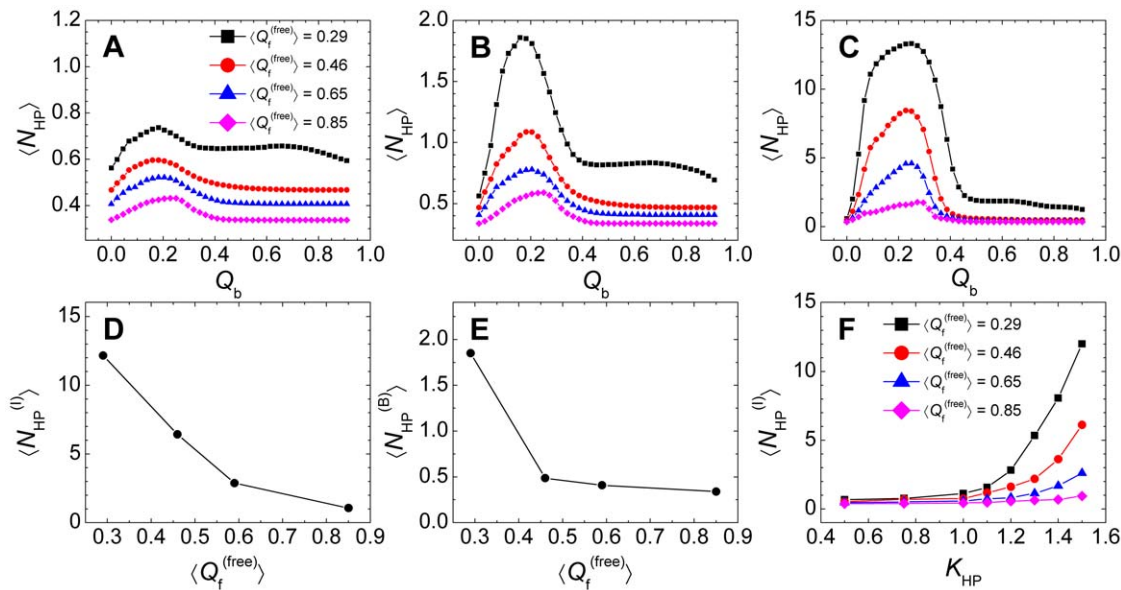 A
⟨Q_f^(free)⟩ = 0.29
⟨Q_f^(free)⟩ = 0.46
⟨Q_f^(free)⟩ = 0.65
⟨Q_f^(free)⟩ = 0.85
⟨N_HP⟩
1.2
1.0
0.8
0.6
0.4
0.0 0.2 0.4 0.6 0.8 1.0
Q_b
B
⟨N_HP⟩
2.0
1.5
1.0
0.5
0.0 0.2 0.4 0.6 0.8 1.0
Q_b
C
⟨N_HP⟩
15
10
5
0
0.0 0.2 0.4 0.6 0.8 1.0
Q_b
D
⟨N_HP^(I)⟩
15
10
5
0
0.3 0.4 0.5 0.6 0.7 0.8 0.9
⟨Q_f^(free)⟩
E
⟨N_HP^(B)⟩
2.0
1.5
1.0
0.5
0.0
0.3 0.4 0.5 0.6 0.7 0.8 0.9
⟨Q_f^(free)⟩
F
⟨Q_f^(free)⟩ = 0.29
⟨Q_f^(free)⟩ = 0.46
⟨Q_f^(free)⟩ = 0.65
⟨Q_f^(free)⟩ = 0.85
⟨N_HP^(I)⟩
15
10
5
0
0.4 0.6 0.8 1.0 1.2 1.4 1.6
K_HP